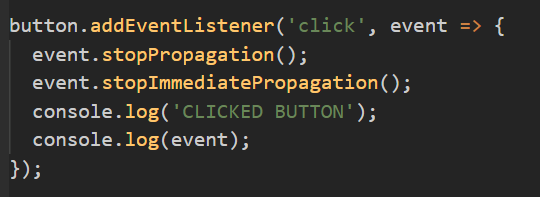 button.addEventListener('click', event => {
  event.stopPropagation();
  event.stopImmediatePropagation();
  console.log('CLICKED BUTTON');
  console.log(event);
});